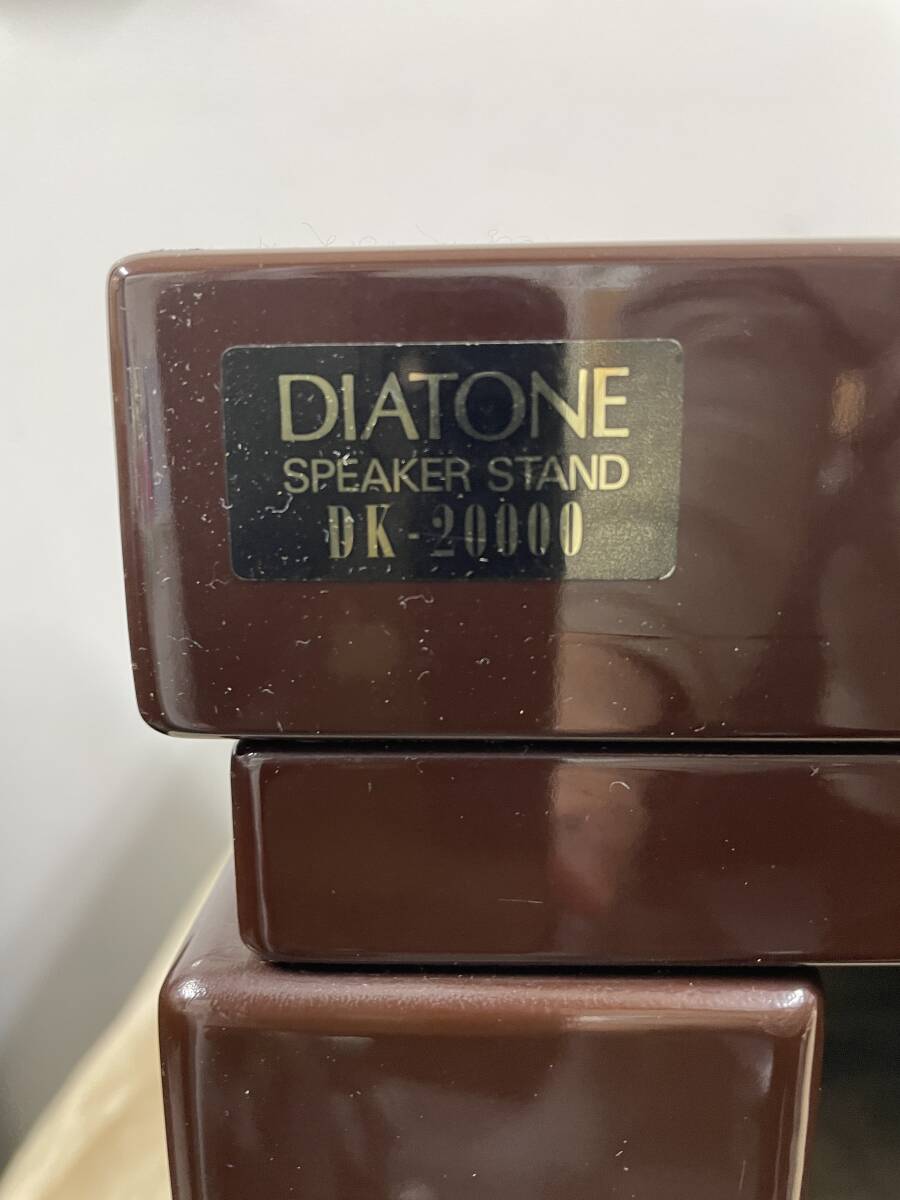 DIATONE
SPEAKER STAND
DK-20000